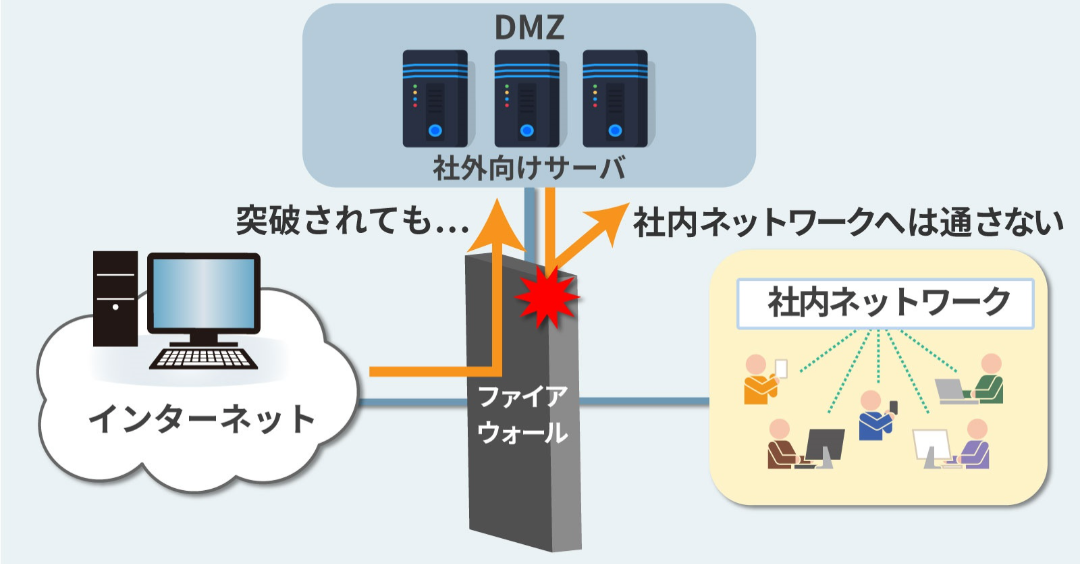 DMZ
社外向けサーバ
突破されても...
社内ネットワークへは通さない
社内ネットワーク
インターネット
ファイア
ウォール